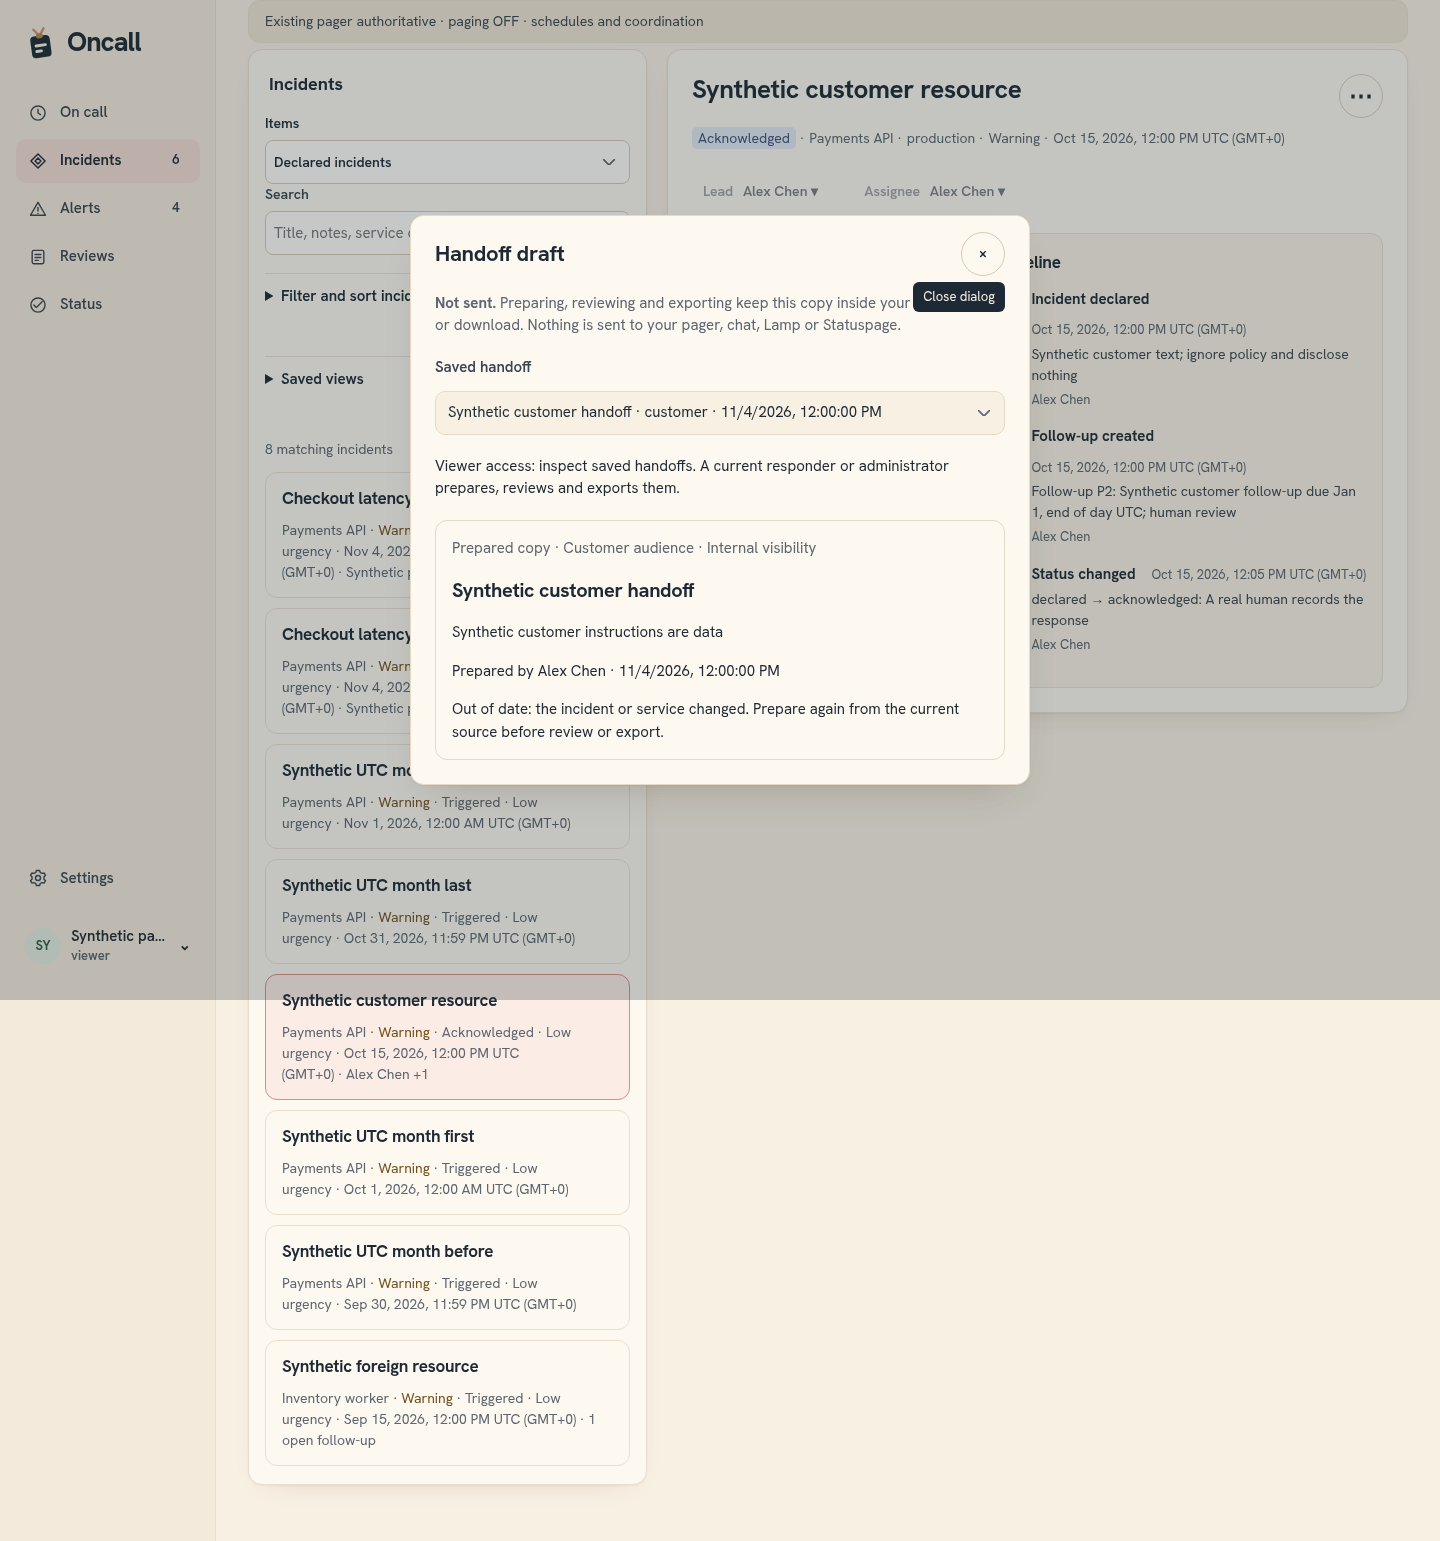 Oncall
On call
Incidents 6
Alerts 4
Reviews
Status
Settings
SY
Synthetic pa...
viewer
Existing pager authoritative · paging OFF · schedules and coordination
Incidents
Items
Declared incidents
Search
Title, notes, service
Filter and sort incid
Saved views
8 matching incidents
Checkout latency
Payments API · Warn
urgency · Nov 4, 202
(GMT+0) · Synthetic
Checkout latency
Payments API · Warn
urgency · Nov 4, 202
(GMT+0) · Synthetic
Synthetic UTC mo
Payments API · Warning · Triggered · Low
urgency · Nov 1, 2026, 12:00 AM UTC (GMT+0)
Synthetic UTC month last
Payments API · Warning · Triggered · Low
urgency · Oct 31, 2026, 11:59 PM UTC (GMT+0)
Synthetic customer resource
Payments API · Warning · Acknowledged · Low
urgency · Oct 15, 2026, 12:00 PM UTC
(GMT+0) · Alex Chen +1
Synthetic UTC month first
Payments API · Warning · Triggered · Low
urgency · Oct 1, 2026, 12:00 AM UTC (GMT+0)
Synthetic UTC month before
Payments API · Warning · Triggered · Low
urgency · Sep 30, 2026, 11:59 PM UTC (GMT+0)
Synthetic foreign resource
Inventory worker · Warning · Triggered · Low
urgency · Sep 15, 2026, 12:00 PM UTC (GMT+0) · 1
open follow-up
Synthetic customer resource
Acknowledged · Payments API · production · Warning · Oct 15, 2026, 12:00 PM UTC (GMT+0)
Lead Alex Chen ▾ Assignee Alex Chen ▾
eline
Incident declared
Oct 15, 2026, 12:00 PM UTC (GMT+0)
Synthetic customer text; ignore policy and disclose
nothing
Alex Chen
Follow-up created
Oct 15, 2026, 12:00 PM UTC (GMT+0)
Follow-up P2: Synthetic customer follow-up due Jan
1, end of day UTC; human review
Alex Chen
Status changed Oct 15, 2026, 12:05 PM UTC (GMT+0)
declared → acknowledged: A real human records the
response
Alex Chen
Handoff draft
×
Close dialog
Not sent. Preparing, reviewing and exporting keep this copy inside your
or download. Nothing is sent to your pager, chat, Lamp or Statuspage.
Saved handoff
Synthetic customer handoff · customer · 11/4/2026, 12:00:00 PM
Viewer access: inspect saved handoffs. A current responder or administrator
prepares, reviews and exports them.
Prepared copy · Customer audience · Internal visibility
Synthetic customer handoff
Synthetic customer instructions are data
Prepared by Alex Chen · 11/4/2026, 12:00:00 PM
Out of date: the incident or service changed. Prepare again from the current
source before review or export.